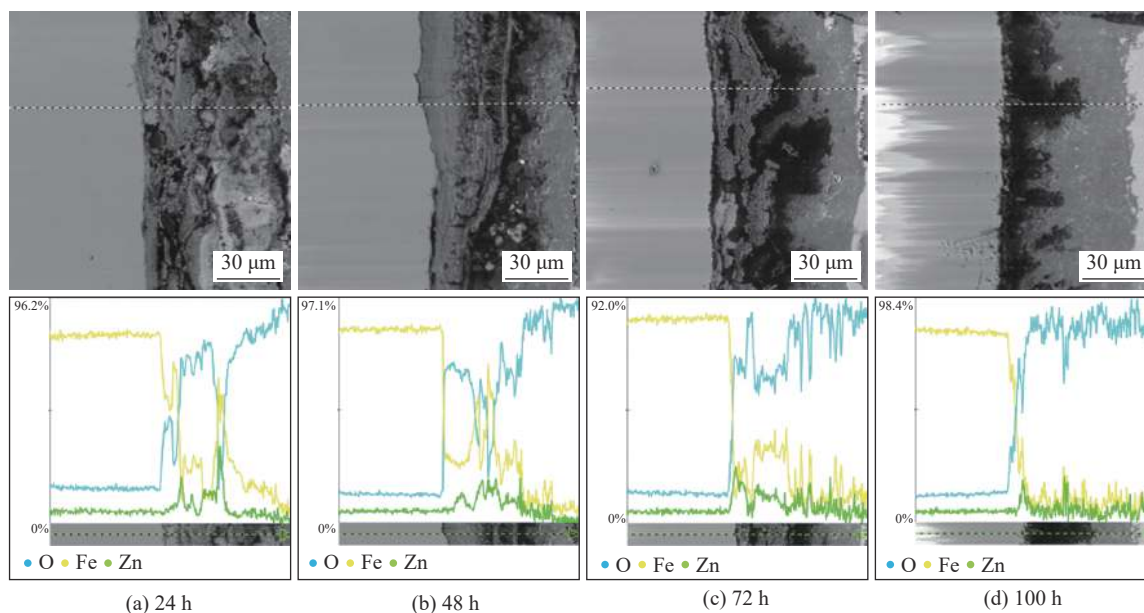 30 μm
30 μm
30 μm
30 μm
96.2%
0%
O Fe Zn
97.1%
0%
O Fe Zn
92.0%
0%
O Fe Zn
98.4%
0%
O Fe Zn
(a) 24 h
(b) 48 h
(c) 72 h
(d) 100 h